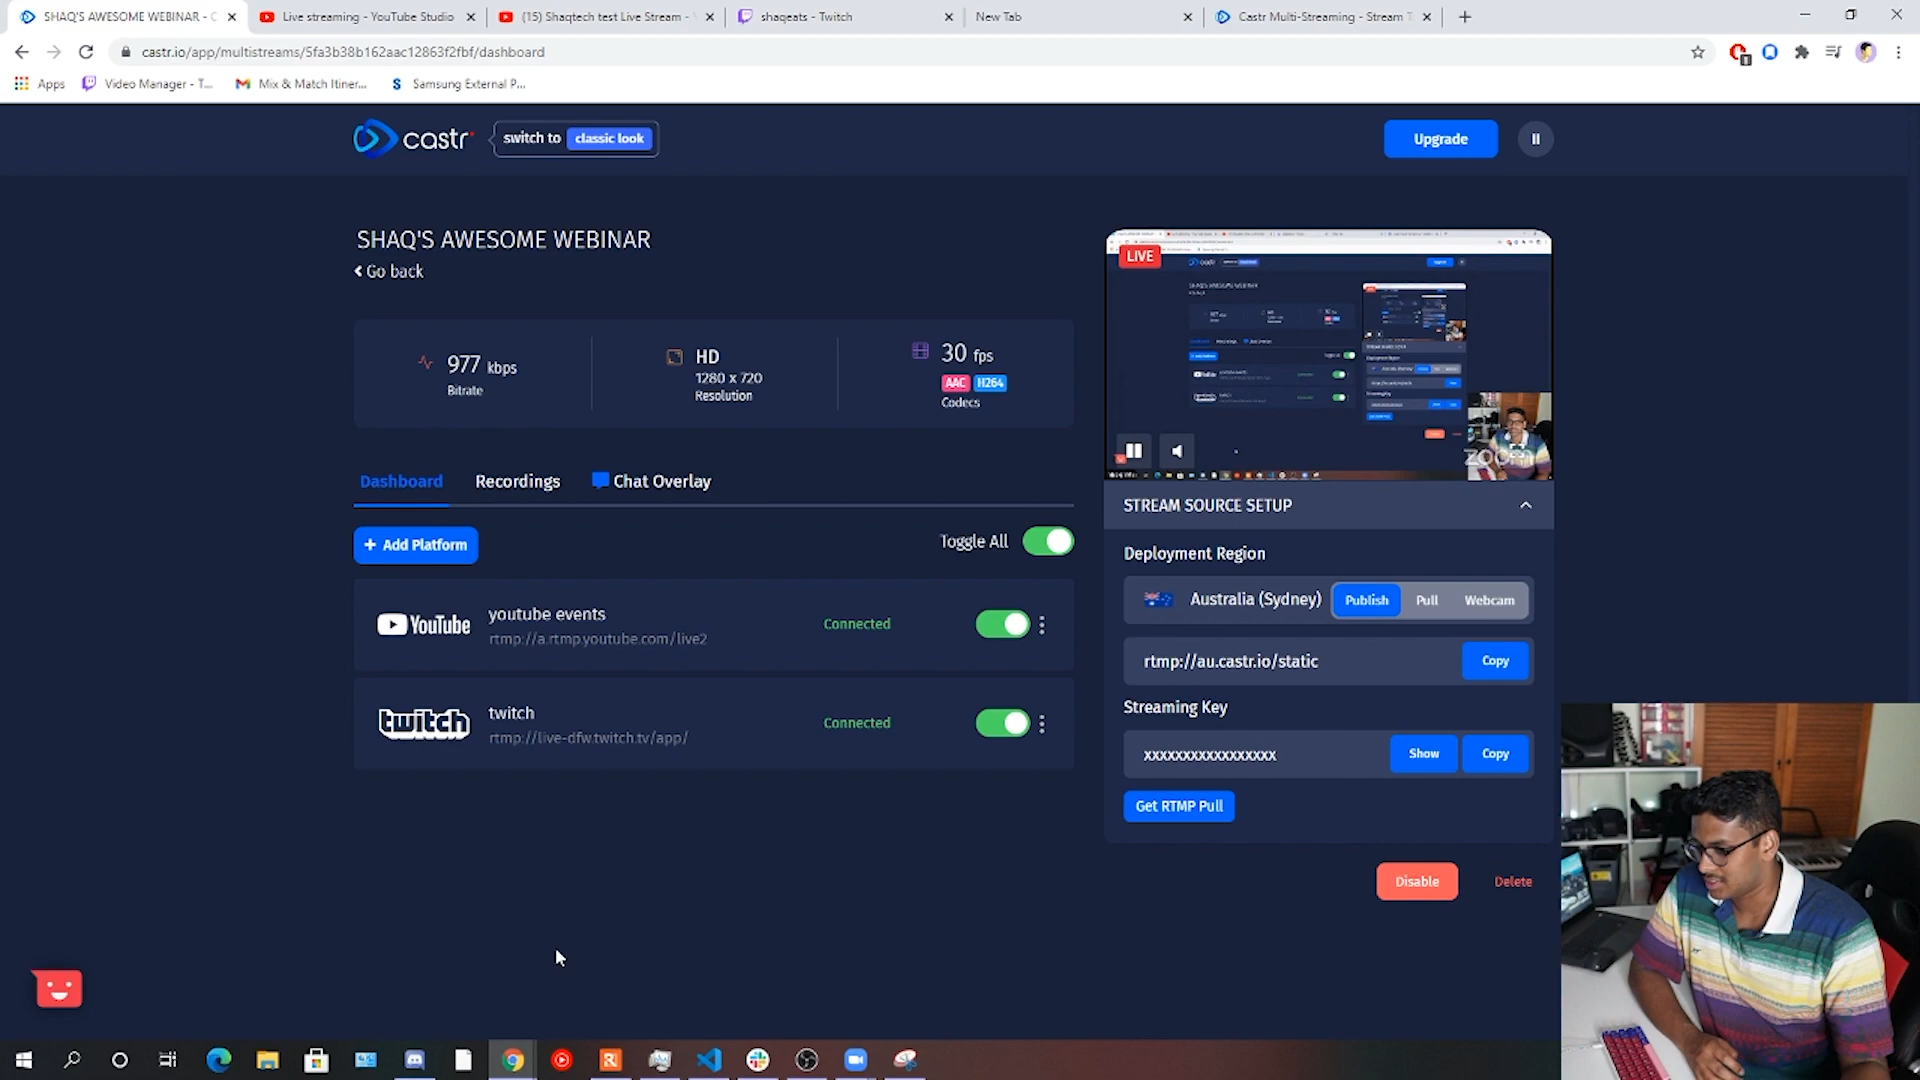 SHAQ'S AWESOME WEBINAR - C
Live streaming - YouTube Studio
(15) Shaqtech test Live Stream -
shaqeats - Twitch
New Tab
Castr Multi-Streaming - Stream T
castr.io/app/multistreams/5fa3b38b162aac12863f2fbf/dashboard
Apps
Video Manager - T...
Mix & Match Itiner...
Samsung External P...
castr
switch to classic look
Upgrade
SHAQ'S AWESOME WEBINAR
Go back
977 kbps
Bitrate
HD
1280 x 720
Resolution
30 fps
AAC H264
Codecs
LIVE
zoom
Dashboard
Recordings
Chat Overlay
+ Add Platform
Toggle All
YouTube
youtube events
rtmp://a.rtmp.youtube.com/live2
Connected
twitch
twitch
rtmp://live-dfw.twitch.tv/app/
Connected
STREAM SOURCE SETUP
Deployment Region
Australia (Sydney)
Publish
Pull
Webcam
rtmp://au.castr.io/static
Copy
Streaming Key
xxxxxxxxxxxxxxxxx
Show
Copy
Get RTMP Pull
Disable
Delete